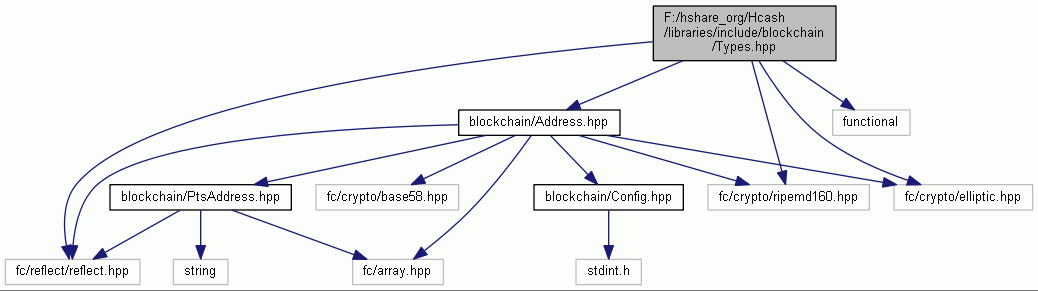 F:/hshare_org/Hcash
/libraries/include/blockchain
/Types.hpp
blockchain/Address.hpp
functional
blockchain/PtsAddress.hpp
fc/crypto/base58.hpp
blockchain/Config.hpp
fc/crypto/ripemd160.hpp
fc/crypto/elliptic.hpp
fc/reflect/reflect.hpp
string
fc/array.hpp
stdint.h